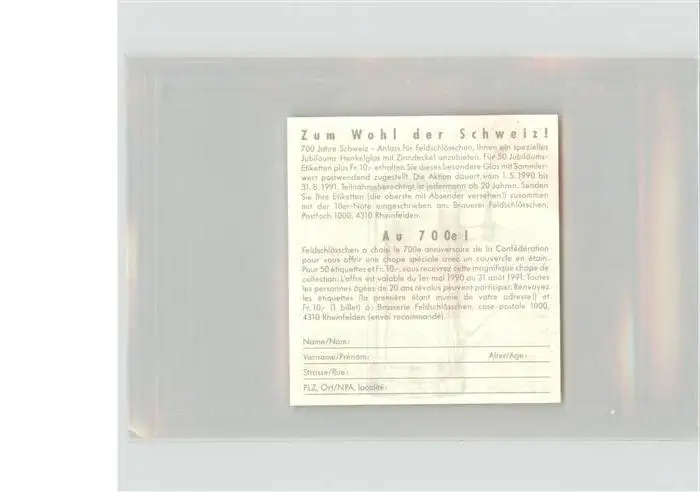 Zum Wohl der Schweiz!
700 Jahre Schweiz - Anlass für Feldschlösschen, Ihnen ein spezielles
Jubiläums-Henkelglas mit Zinndeckel anzubieten. Für 50 Jubiläums-
Etiketten plus Fr. 10.- erhalten Sie dieses besondere Glas mit Sammler-
wert postwendend zugestellt. Die Aktion dauert vom 1. 5. 1990 bis
31. 8. 1991. Teilnahmeberechtigt ist jedermann ab 20 Jahren. Senden
Sie Ihre Etiketten (die oberste mit Absender versehen!) zusammen
mit der 10er-Note eingeschrieben an: Brauerei Feldschlösschen,
Postfach 1000, 4310 Rheinfelden.
Au 700e!
Feldschlösschen a choisi le 700e anniversaire de la Confédération
pour vous offrir une chope spéciale avec un couvercle en étain.
Pour 50 étiquettes et Fr. 10.-, vous recevrez cette magnifique chope de
collection. L'offre est valable du 1er mai 1990 au 31 août 1991. Toutes
les personnes âgées de 20 ans révolus peuvent participer. Renvoyez
les étiquettes (la première étant munie de votre adresse!) et
Fr. 10.- (1 billet) à: Brasserie Feldschlösschen, case postale 1000,
4310 Rheinfelden (envoi recommandé).
Name/Nom:
Vorname/Prénom: Alter/Age:
Strasse/Rue:
PLZ, Ort/NPA, localité: